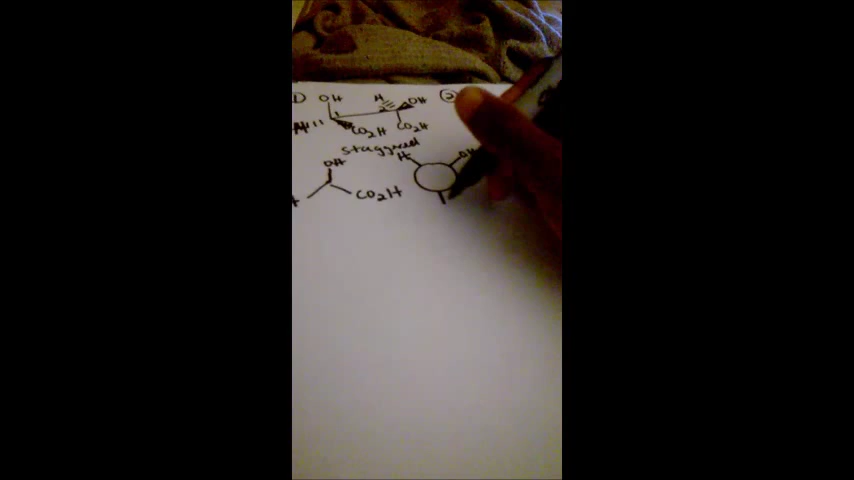 1 OH H OH 2
H''' CO2H CO2H
staggered
OH H OH
H CO2H